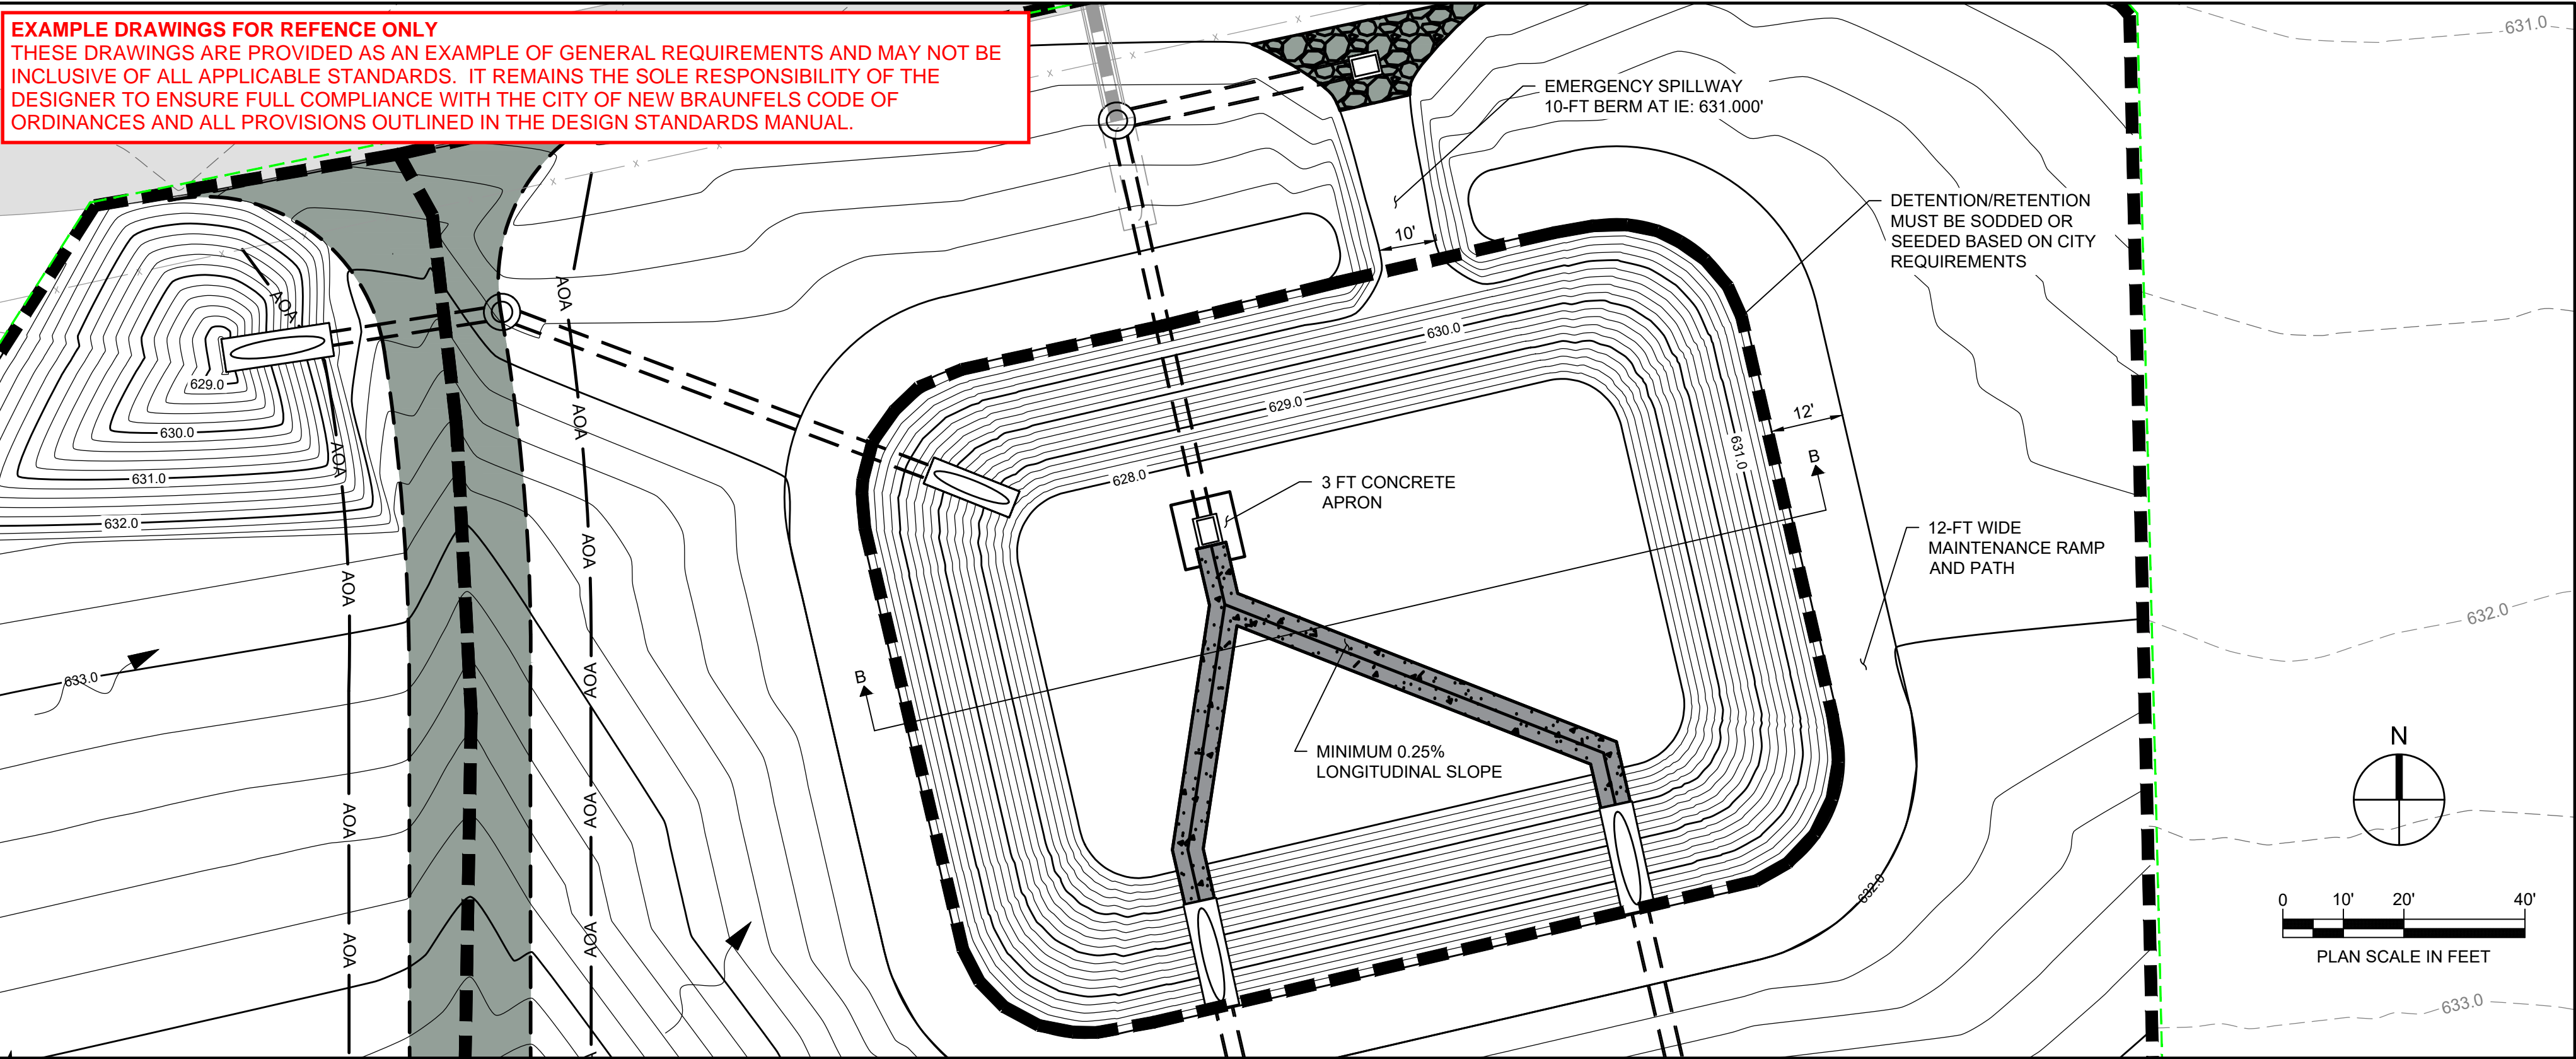 EXAMPLE DRAWINGS FOR REFENCE ONLY
THESE DRAWINGS ARE PROVIDED AS AN EXAMPLE OF GENERAL REQUIREMENTS AND MAY NOT BE
INCLUSIVE OF ALL APPLICABLE STANDARDS. IT REMAINS THE SOLE RESPONSIBILITY OF THE
DESIGNER TO ENSURE FULL COMPLIANCE WITH THE CITY OF NEW BRAUNFELS CODE OF
ORDINANCES AND ALL PROVISIONS OUTLINED IN THE DESIGN STANDARDS MANUAL.
631.0
EMERGENCY SPILLWAY
10-FT BERM AT IE: 631.000'
DETENTION/RETENTION
MUST BE SODDED OR
SEEDED BASED ON CITY
REQUIREMENTS
10'
AOA
AOA
630.0
629.0
629.0
12'
AOA
630.0
631.0
AOA
B
628.0
631.0
3 FT CONCRETE
APRON
632.0
12-FT WIDE
MAINTENANCE RAMP
AND PATH
AOA
AOA
632.0
633.0
AOA
B
N
MINIMUM 0.25%
LONGITUDINAL SLOPE
AOA
AOA
632.0
0
10'
20'
40'
AOA
AOA
PLAN SCALE IN FEET
633.0